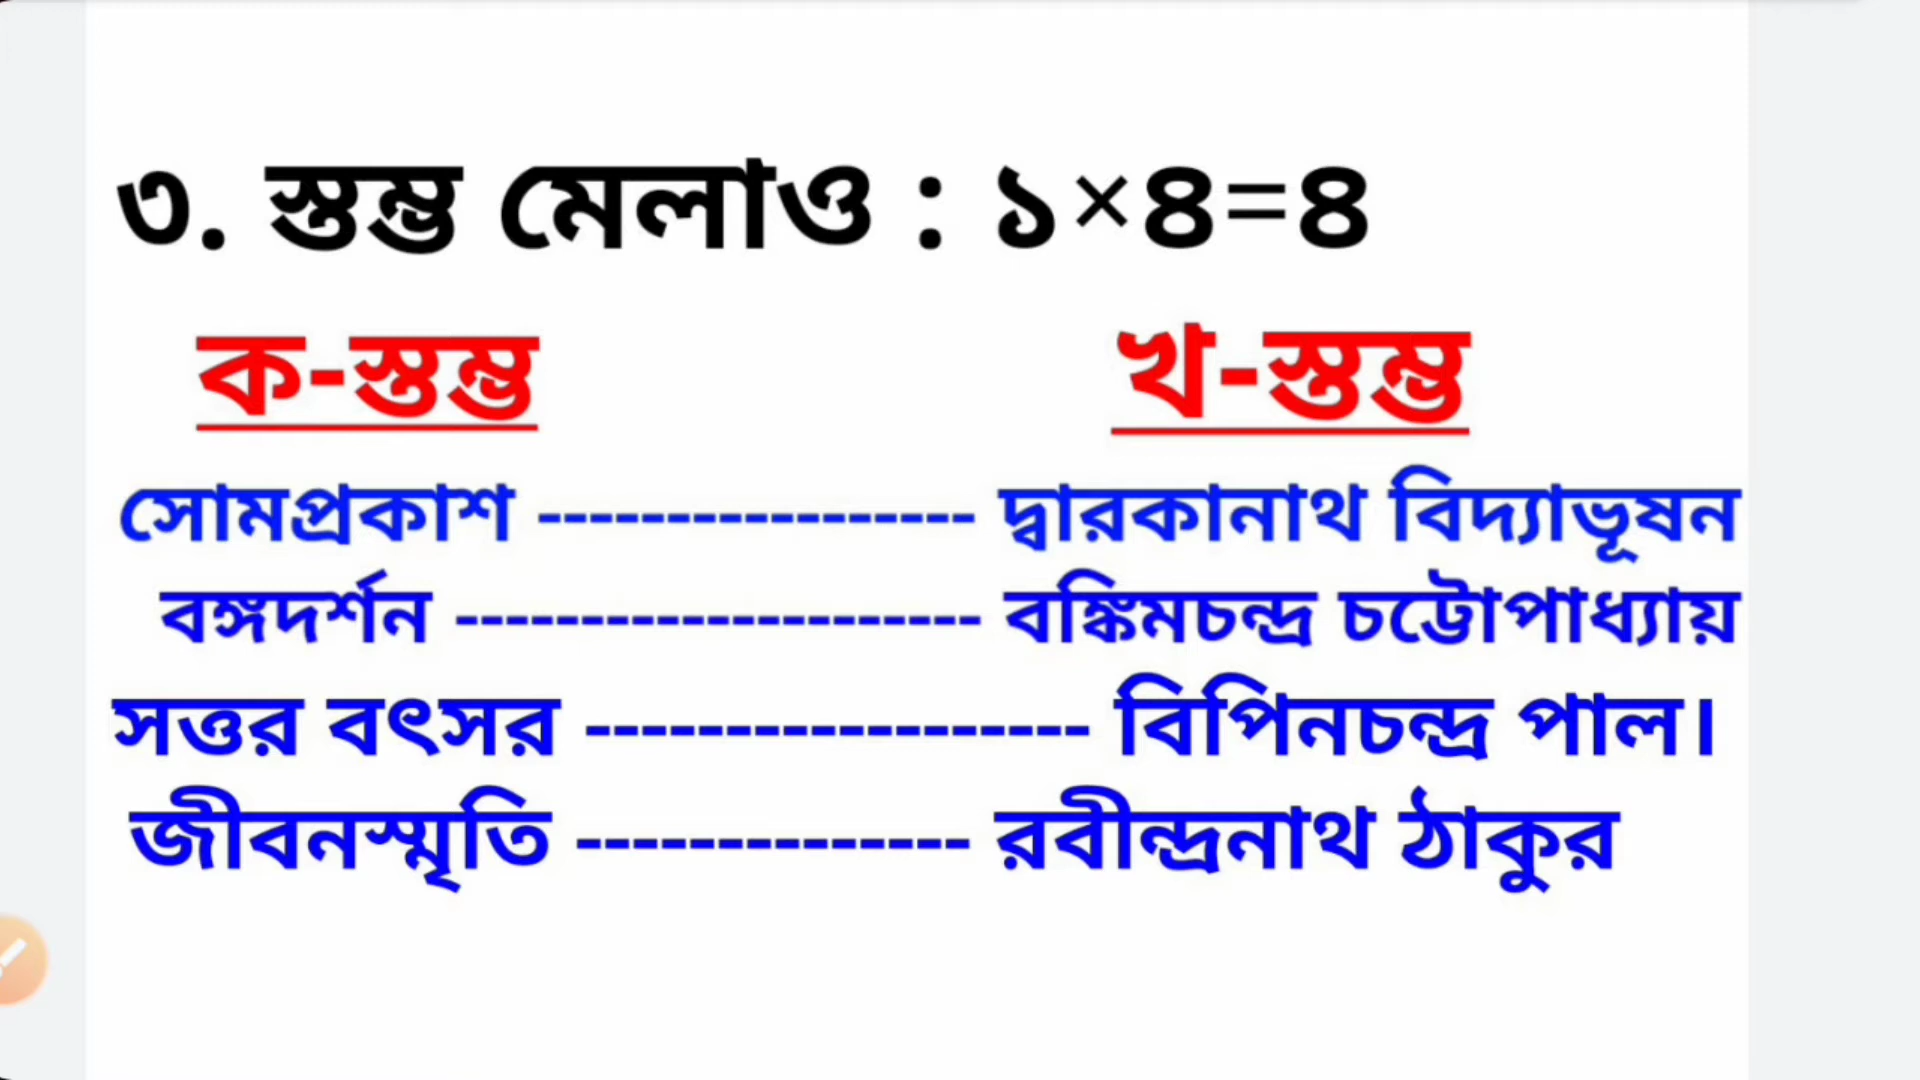 ৩. স্তম্ভ মেলাও : ১×৪=৪
ক-স্তম্ভ খ-স্তম্ভ
সোমপ্রকাশ ----------------- দ্বারকানাথ বিদ্যাভূষন
বঙ্গদর্শন --------------------- বঙ্কিমচন্দ্র চট্টোপাধ্যায়
সত্তর বৎসর ------------------ বিপিনচন্দ্র পাল।
জীবনস্মৃতি -------------- রবীন্দ্রনাথ ঠাকুর